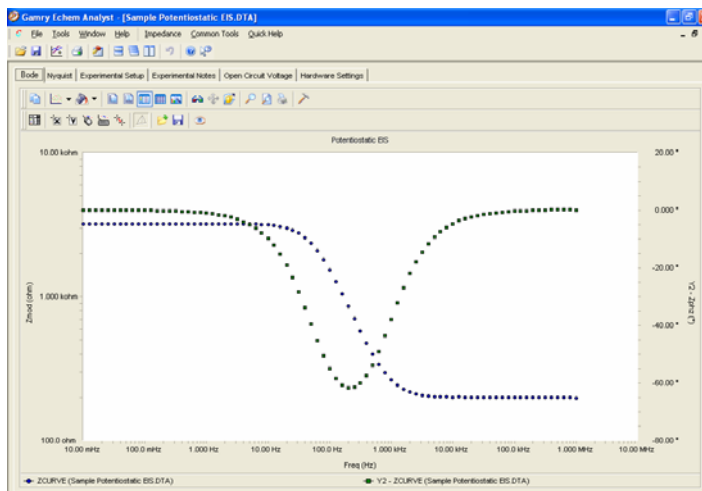 Gamry Echem Analyst - [Sample Potentiostatic EIS.DTA]
File Tools Window Help Impedance Common Tools Quick Help
Bode Nyquist Experimental Setup Experimental Notes Open Circuit Voltage Hardware Settings
Potentiostatic EIS
10.00 kohm 20.00 °
0.000 °
-20.00 °
1.000 kohm
Zmod (ohm)
Y2 - Zphz (°)
-40.00 °
-60.00 °
100.0 ohm -80.00 °
10.00 mHz 100.0 mHz 1.000 Hz 10.00 Hz 100.0 Hz 1.000 kHz 10.00 kHz 100.0 kHz 1.000 MHz 10.00 MHz
Freq (Hz)
ZCURVE (Sample Potentiostatic EIS.DTA) Y2 - ZCURVE (Sample Potentiostatic EIS.DTA)